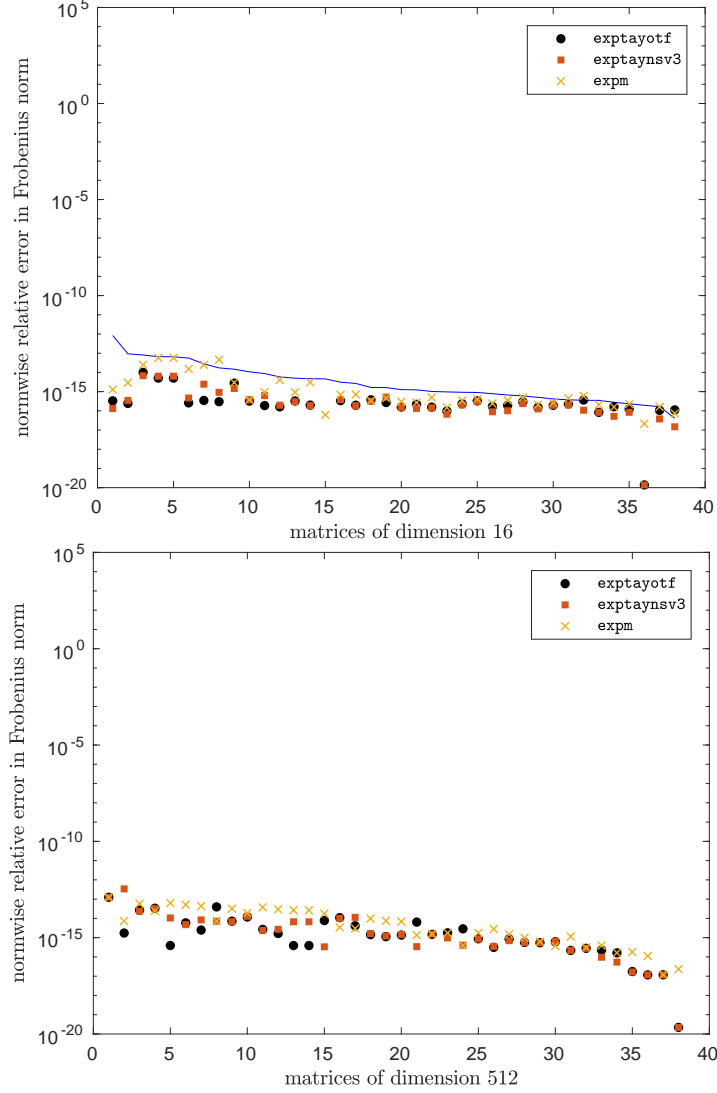 10^5
10^0
10^-5
10^-10
10^-15
10^-20
normwise relative error in Frobenius norm
exptayotf
exptaynsv3
expm
0 5 10 15 20 25 30 35 40
matrices of dimension 16
10^5
10^0
10^-5
10^-10
10^-15
10^-20
normwise relative error in Frobenius norm
exptayotf
exptaynsv3
expm
0 5 10 15 20 25 30 35 40
matrices of dimension 512